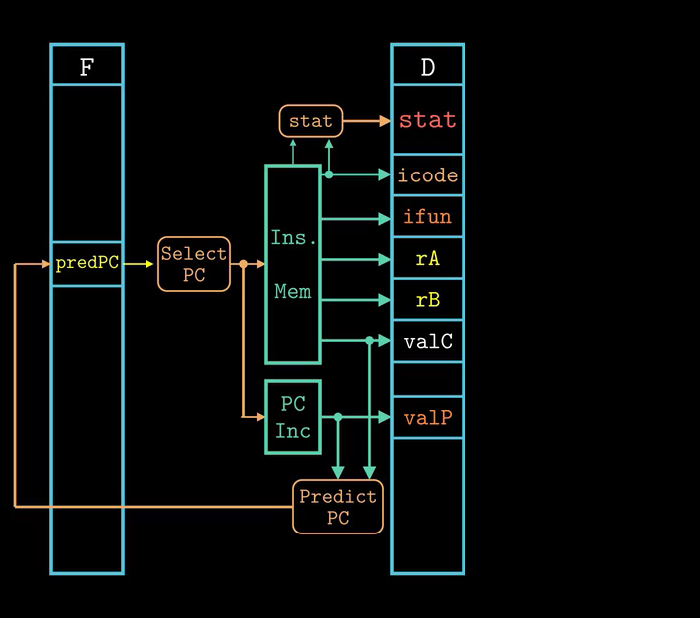 F
D
stat
stat
icode
ifun
Ins.
Mem
Select
PC
predPC
rA
rB
valC
PC
Inc
valP
Predict
PC